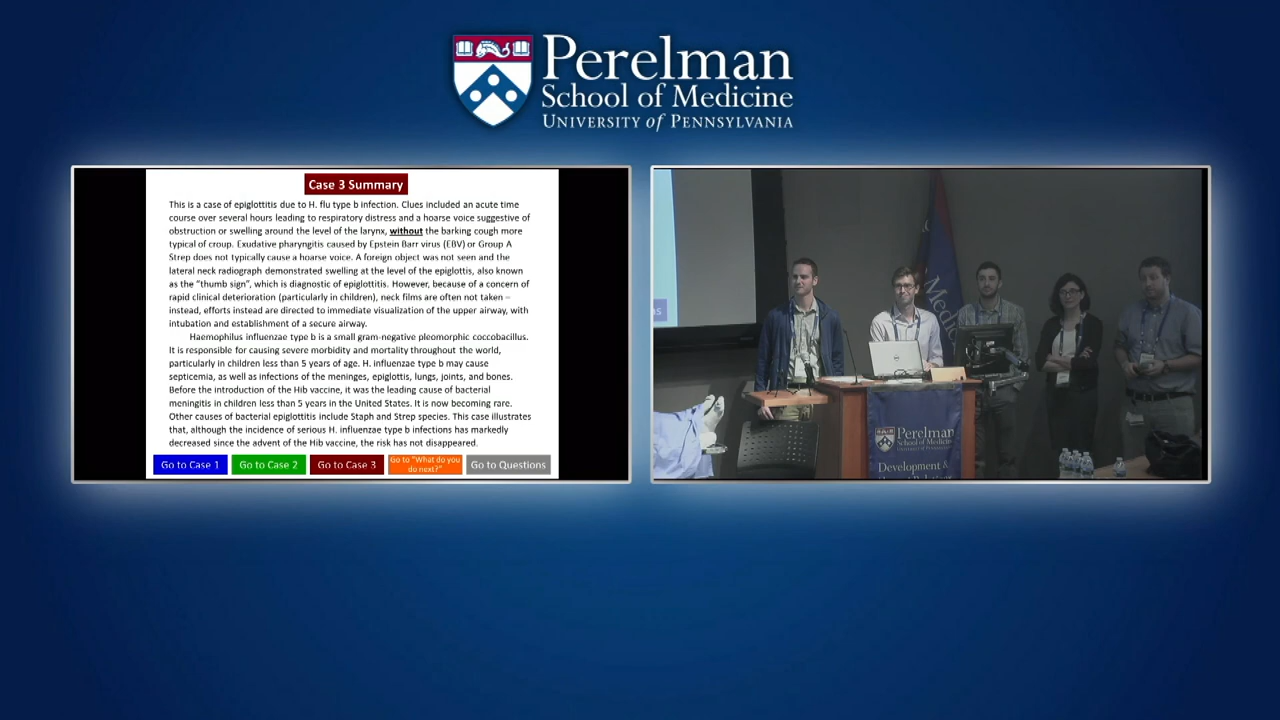 Perelman
School of Medicine
UNIVERSITY of PENNSYLVANIA
Case 3 Summary
This is a case of epiglottitis due to H. flu type b infection. Clues included an acute time
course over several hours leading to respiratory distress and a hoarse voice suggestive of
obstruction or swelling around the level of the larynx, without the barking cough more
typical of croup. Exudative pharyngitis caused by Epstein Barr virus (EBV) or Group A
Strep does not typically cause a hoarse voice. A foreign object was not seen and the
lateral neck radiograph demonstrated swelling at the level of the epiglottis, also known
as the “thumb sign”, which is diagnostic of epiglottitis. However, because of a concern of
rapid clinical deterioration (particularly in children), neck films are often not taken –
instead, efforts instead are directed to immediate visualization of the upper airway, with
intubation and establishment of a secure airway.
Haemophilus influenzae type b is a small gram-negative pleomorphic coccobacillus.
It is responsible for causing severe morbidity and mortality throughout the world,
particularly in children less than 5 years of age. H. influenzae type b may cause
septicemia, as well as infections of the meninges, epiglottis, lungs, joints, and bones.
Before the introduction of the Hib vaccine, it was the leading cause of bacterial
meningitis in children less than 5 years in the United States. It is now becoming rare.
Other causes of bacterial epiglottitis include Staph and Strep species. This case illustrates
that, although the incidence of serious H. influenzae type b infections has markedly
decreased since the advent of the Hib vaccine, the risk has not disappeared.
Go to Case 1
Go to Case 2
Go to Case 3
Go to “What do you
do next?”
Go to Questions
Perelman
School of Medicine
University of Pennsylvania
Development &